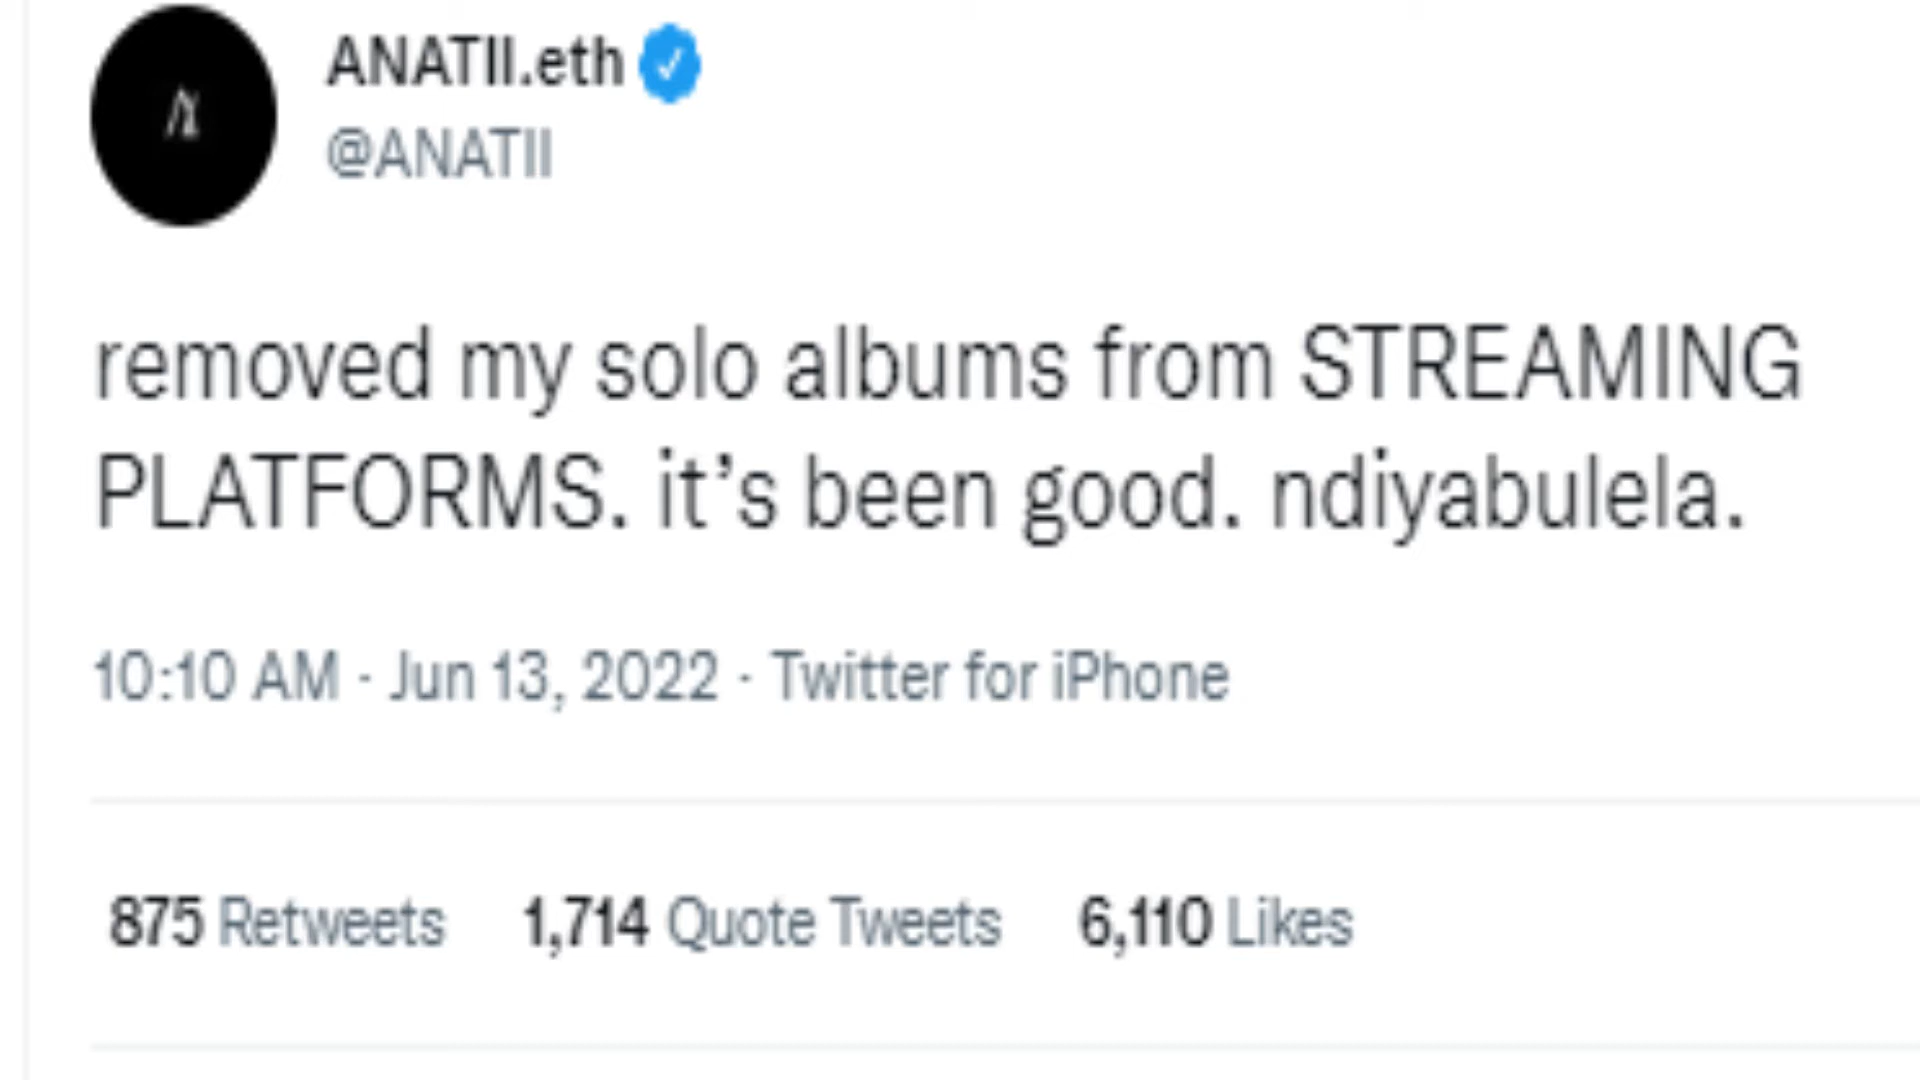 ANATII.eth
@ANATII
removed my solo albums from STREAMING
PLATFORMS. it’s been good. ndiyabulela.
10:10 AM · Jun 13, 2022 · Twitter for iPhone
875 Retweets 1,714 Quote Tweets 6,110 Likes